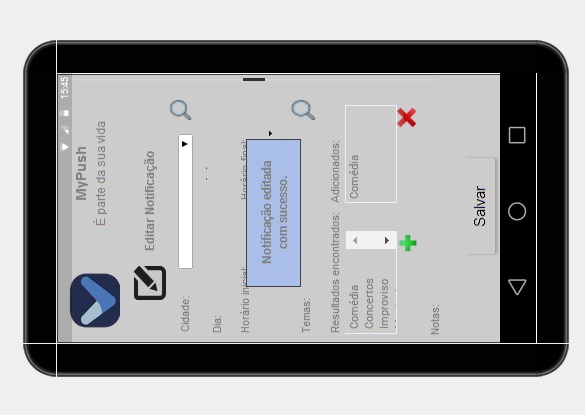 15:45
MyPush
É parte da sua vida
Editar Notificação
Cidade:
Dia:
Horário inicial:
Horário final:
Notificação editada
com sucesso.
Temas:
Resultados encontrados:
Adicionados:
Comédia
Concertos
Improviso
Comédia
Notas:
Salvar